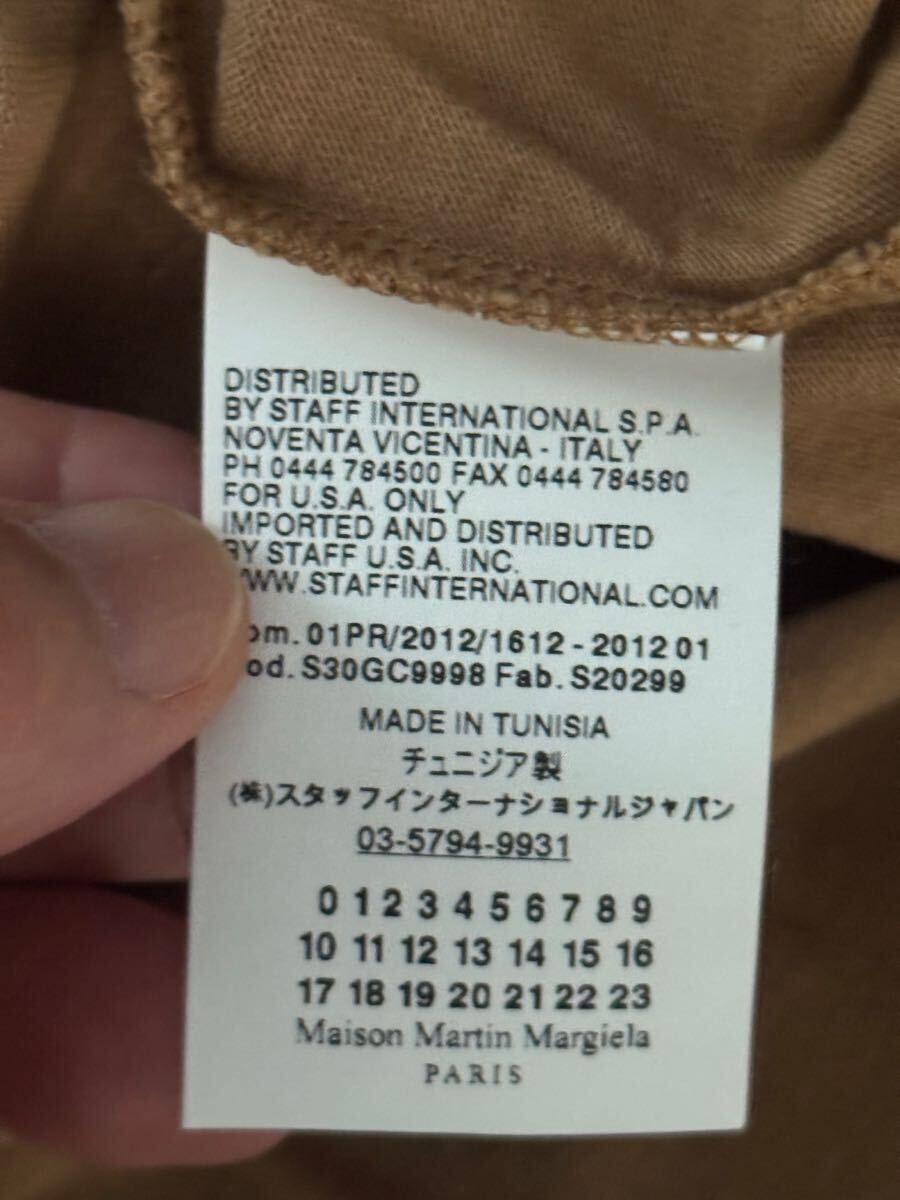 DISTRIBUTED
BY STAFF INTERNATIONAL S.P.A.
NOVENTA VICENTINA - ITALY
PH 0444 784500 FAX 0444 784580
FOR U.S.A. ONLY
IMPORTED AND DISTRIBUTED
BY STAFF U.S.A. INC.
WWW.STAFFINTERNATIONAL.COM
01PR/2012/1612 - 2012 01
S30GC9998 Fab. S20299
MADE IN TUNISIA
チュニジア製
(株)スタッフインターナショナルジャパン
03-5794-9931
0 1 2 3 4 5 6 7 8 9
10 11 12 13 14 15 16
17 18 19 20 21 22 23
Maison Martin Margiela
PARIS